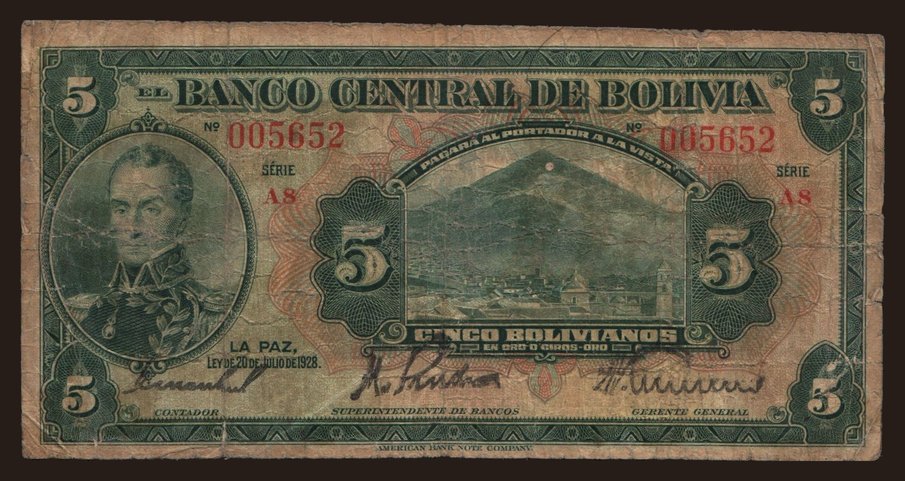 5 EL BANCO CENTRAL DE BOLIVIA 5
Nº 005652 Nº 005652
PAGARÁ AL PORTADOR A LA VISTA
SÉRIE SÉRIE
A8 A8
5 5
CINCO BOLIVIANOS
EN ORO O GIROS-ORO
LA PAZ,
LEY DE 20 DE JULIO DE 1928.
5 5
CONTADOR SUPERINTENDENTE DE BANCOS GERENTE GENERAL
AMERICAN BANK NOTE COMPANY.